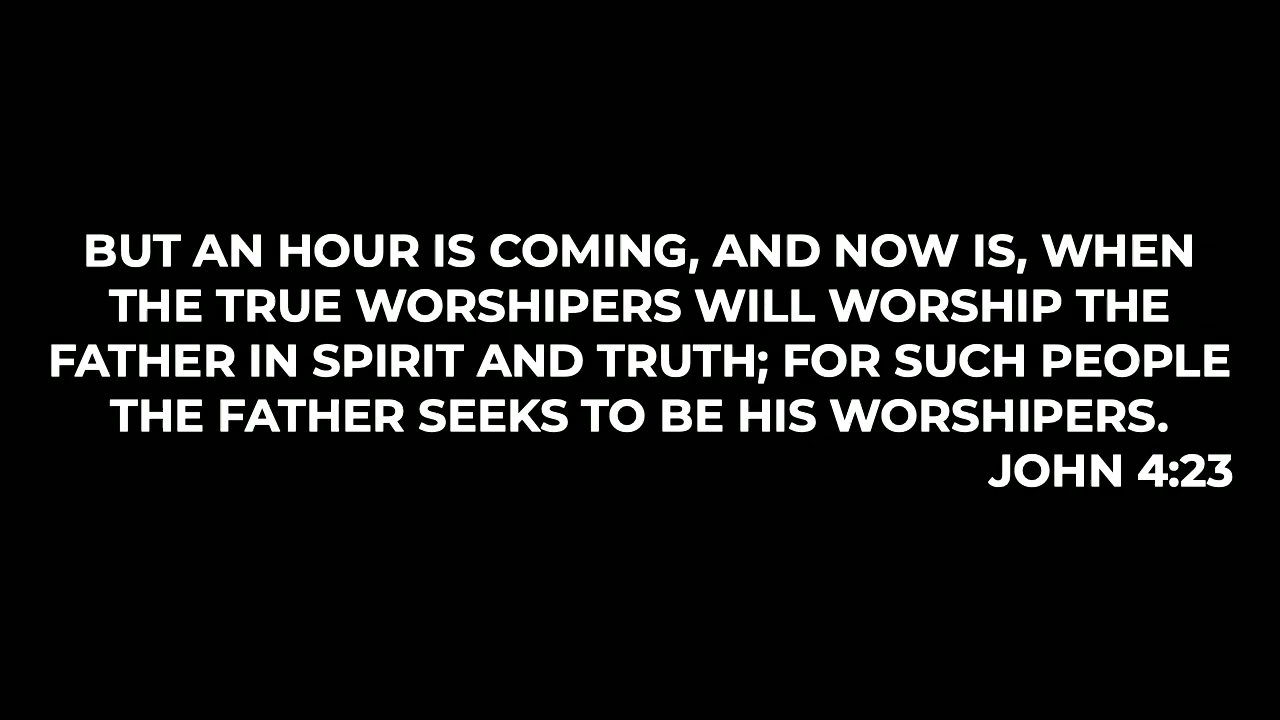 BUT AN HOUR IS COMING, AND NOW IS, WHEN
THE TRUE WORSHIPERS WILL WORSHIP THE
FATHER IN SPIRIT AND TRUTH; FOR SUCH PEOPLE
THE FATHER SEEKS TO BE HIS WORSHIPERS.
JOHN 4:23